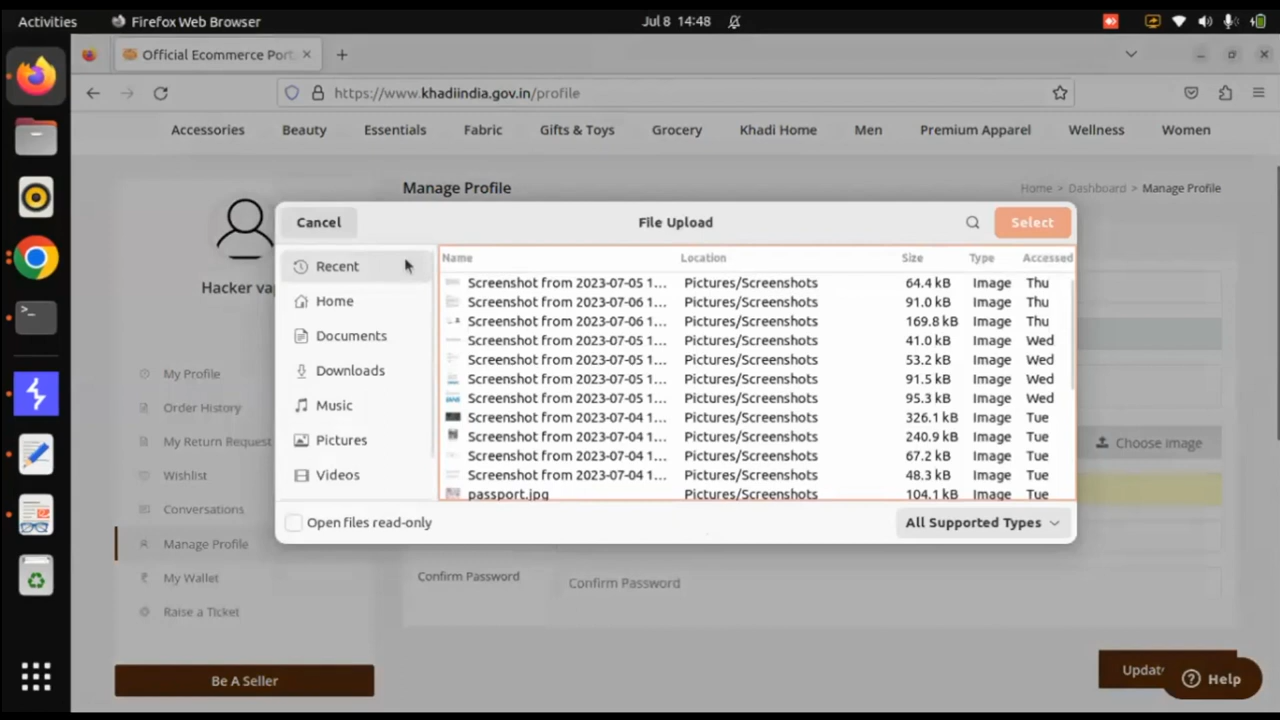 Activities Firefox Web Browser Jul 8 14:48
Official Ecommerce Port
https://www.khadiindia.gov.in/profile
Accessories Beauty Essentials Fabric Gifts & Toys Grocery Khadi Home Men Premium Apparel Wellness Women
Manage Profile
Home > Dashboard > Manage Profile
Hacker va
My Profile
Order History
My Return Request
Wishlist
Conversations
Manage Profile
My Wallet
Raise a Ticket
Be A Seller
Cancel File Upload Select
Recent
Home
Documents
Downloads
Music
Pictures
Videos
Name Location Size Type Accessed
Screenshot from 2023-07-05 1... Pictures/Screenshots 64.4 kB Image Thu
Screenshot from 2023-07-06 1... Pictures/Screenshots 91.0 kB Image Thu
Screenshot from 2023-07-06 1... Pictures/Screenshots 169.8 kB Image Thu
Screenshot from 2023-07-05 1... Pictures/Screenshots 41.0 kB Image Wed
Screenshot from 2023-07-05 1... Pictures/Screenshots 53.2 kB Image Wed
Screenshot from 2023-07-05 1... Pictures/Screenshots 91.5 kB Image Wed
Screenshot from 2023-07-05 1... Pictures/Screenshots 95.3 kB Image Wed
Screenshot from 2023-07-04 1... Pictures/Screenshots 326.1 kB Image Tue
Screenshot from 2023-07-04 1... Pictures/Screenshots 240.9 kB Image Tue
Screenshot from 2023-07-04 1... Pictures/Screenshots 67.2 kB Image Tue
Screenshot from 2023-07-04 1... Pictures/Screenshots 48.3 kB Image Tue
passport.jpg Pictures/Screenshots 104.1 kB Image Tue
Open files read-only All Supported Types
Choose image
Confirm Password Confirm Password
Update
Help